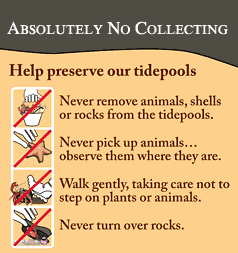 ABSOLUTELY NO COLLECTING
Help preserve our tidepools
Never remove animals, shells
or rocks from the tidepools.
Never pick up animals…
observe them where they are.
Walk gently, taking care not to
step on plants or animals.
Never turn over rocks.